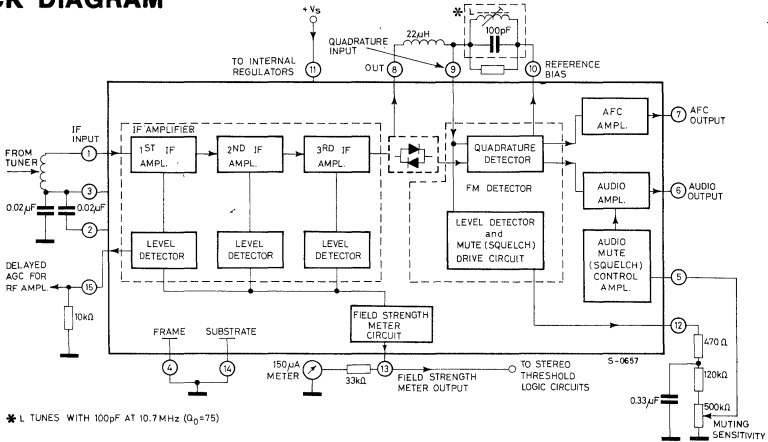 CK DIAGRAM
+Vs
* L
100pF
22µH
QUADRATURE
INPUT
TO INTERNAL
REGULATORS
11
OUT
8
9
10
REFERENCE
BIAS
IF
INPUT
FROM
TUNER
1
3
2
0.02µF
0.02µF
IF AMPLIFIER
1ST IF
AMPL.
2ND IF
AMPL.
3RD IF
AMPL.
QUADRATURE
DETECTOR
FM DETECTOR
AFC
AMPL.
7
AFC
OUTPUT
AUDIO
AMPL.
6
AUDIO
OUTPUT
LEVEL
DETECTOR
LEVEL
DETECTOR
LEVEL
DETECTOR
LEVEL DETECTOR
and
MUTE (SQUELCH)
DRIVE CIRCUIT
AUDIO
MUTE
(SQUELCH)
CONTROL
AMPL.
5
DELAYED
AGC FOR
RF AMPL.
15
10kΩ
FIELD STRENGTH
METER
CIRCUIT
12
FRAME
SUBSTRATE
4
14
S-0657
150µA
METER
33kΩ
13
FIELD STRENGTH
METER OUTPUT
TO STEREO
THRESHOLD
LOGIC CIRCUITS
470Ω
120kΩ
0.33µF
500kΩ
MUTING
SENSITIVITY
* L TUNES WITH 100pF AT 10.7MHz (Q₀=75)